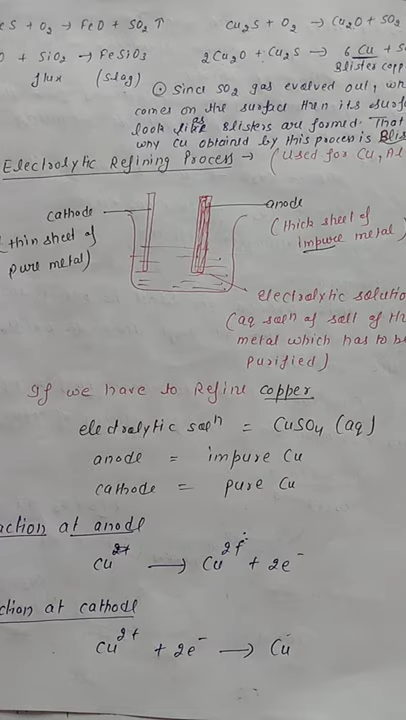 eS + O₂ → FeO + SO₂ ↑
Cu₂S + O₂ → Cu₂O + SO₂
O + SiO₂ → FeSiO₃
flux (slag)
2Cu₂O + Cu₂S → 6 Cu + S
Blister copp
⊙ Since SO₂ gas evolved out, wh
comes on the surface then its surf
look like as blisters are formed. That
why Cu obtained by this process is Blis
Electrolytic Refining Process → (Used for Cu, Al
cathode
(thin sheet of
pure metal)
anode
(thick sheet of
impure metal)
electrolytic solution
(aq solⁿ of salt of th
metal which has to be
purified)
If we have to Refine copper
electrolytic solⁿ = CuSO₄ (aq)
anode = impure Cu
cathode = pure Cu
action at anode
Cu → Cu²⁺ + 2e⁻
ction at cathode
Cu²⁺ + 2e⁻ → Cu